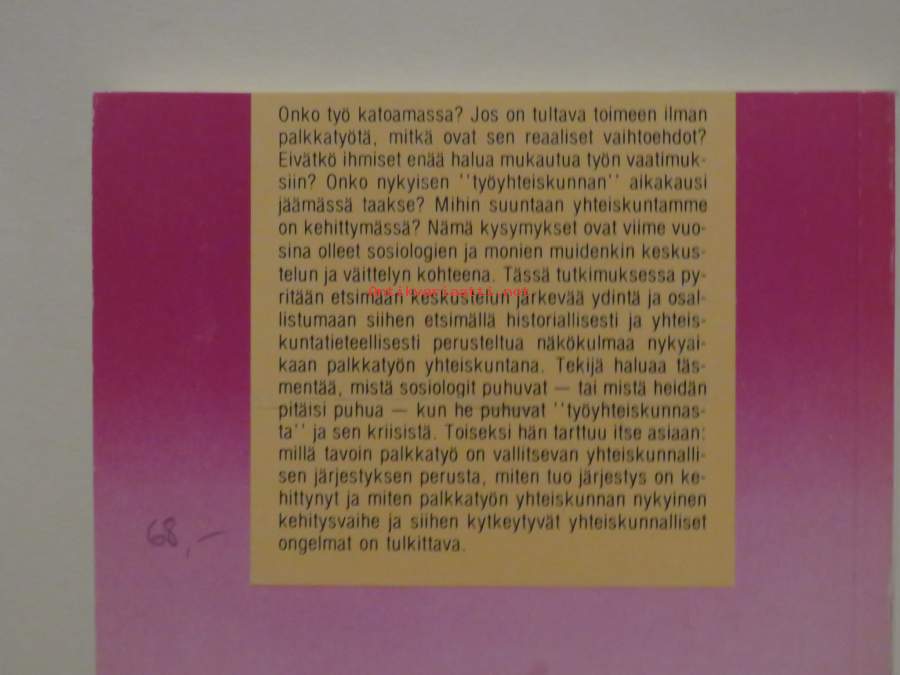 Onko työ katoamassa? Jos on tultava toimeen ilman
palkkatyötä, mitkä ovat sen reaaliset vaihtoehdot?
Eivätkö ihmiset enää halua mukautua työn vaatimuk-
siin? Onko nykyisen ''työyhteiskunnan'' aikakausi
jäämässä taakse? Mihin suuntaan yhteiskuntamme
on kehittymässä? Nämä kysymykset ovat viime vuo-
sina olleet sosiologien ja monien muidenkin keskus-
telun ja väittelyn kohteena. Tässä tutkimuksessa py-
Antikvariaatti.net
ritään etsimään keskustelun järkevää ydintä ja osal-
listumaan siihen etsimällä historiallisesti ja yhteis-
kuntatieteellisesti perusteltua näkökulmaa nykyai-
kaan palkkatyön yhteiskuntana. Tekijä haluaa täs-
mentää, mistä sosiologit puhuvat — tai mistä heidän
pitäisi puhua — kun he puhuvat ''työyhteiskunnas-
ta'' ja sen kriisistä. Toiseksi hän tarttuu itse asiaan:
millä tavoin palkkatyö on vallitsevan yhteiskunnalli-
sen järjestyksen perusta, miten tuo järjestys on ke-
hittynyt ja miten palkkatyön yhteiskunnan nykyinen
kehitysvaihe ja siihen kytkeytyvät yhteiskunnalliset
ongelmat on tulkittava.
68,-